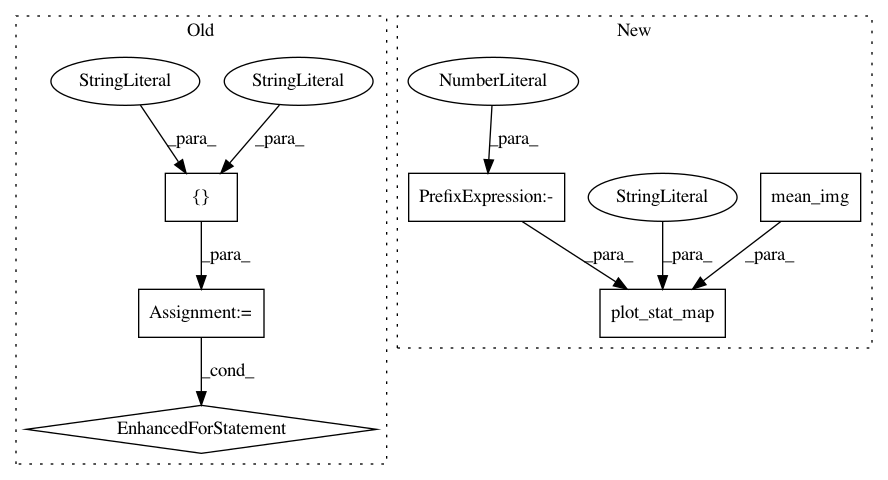 Old
New
StringLiteral
StringLiteral
NumberLiteral
_para_
_para_
_para_
{}
PrefixExpression:-
StringLiteral
mean_img
_para_
_para_
_para_
_para_
Assignment:=
plot_stat_map
_cond_
EnhancedForStatement